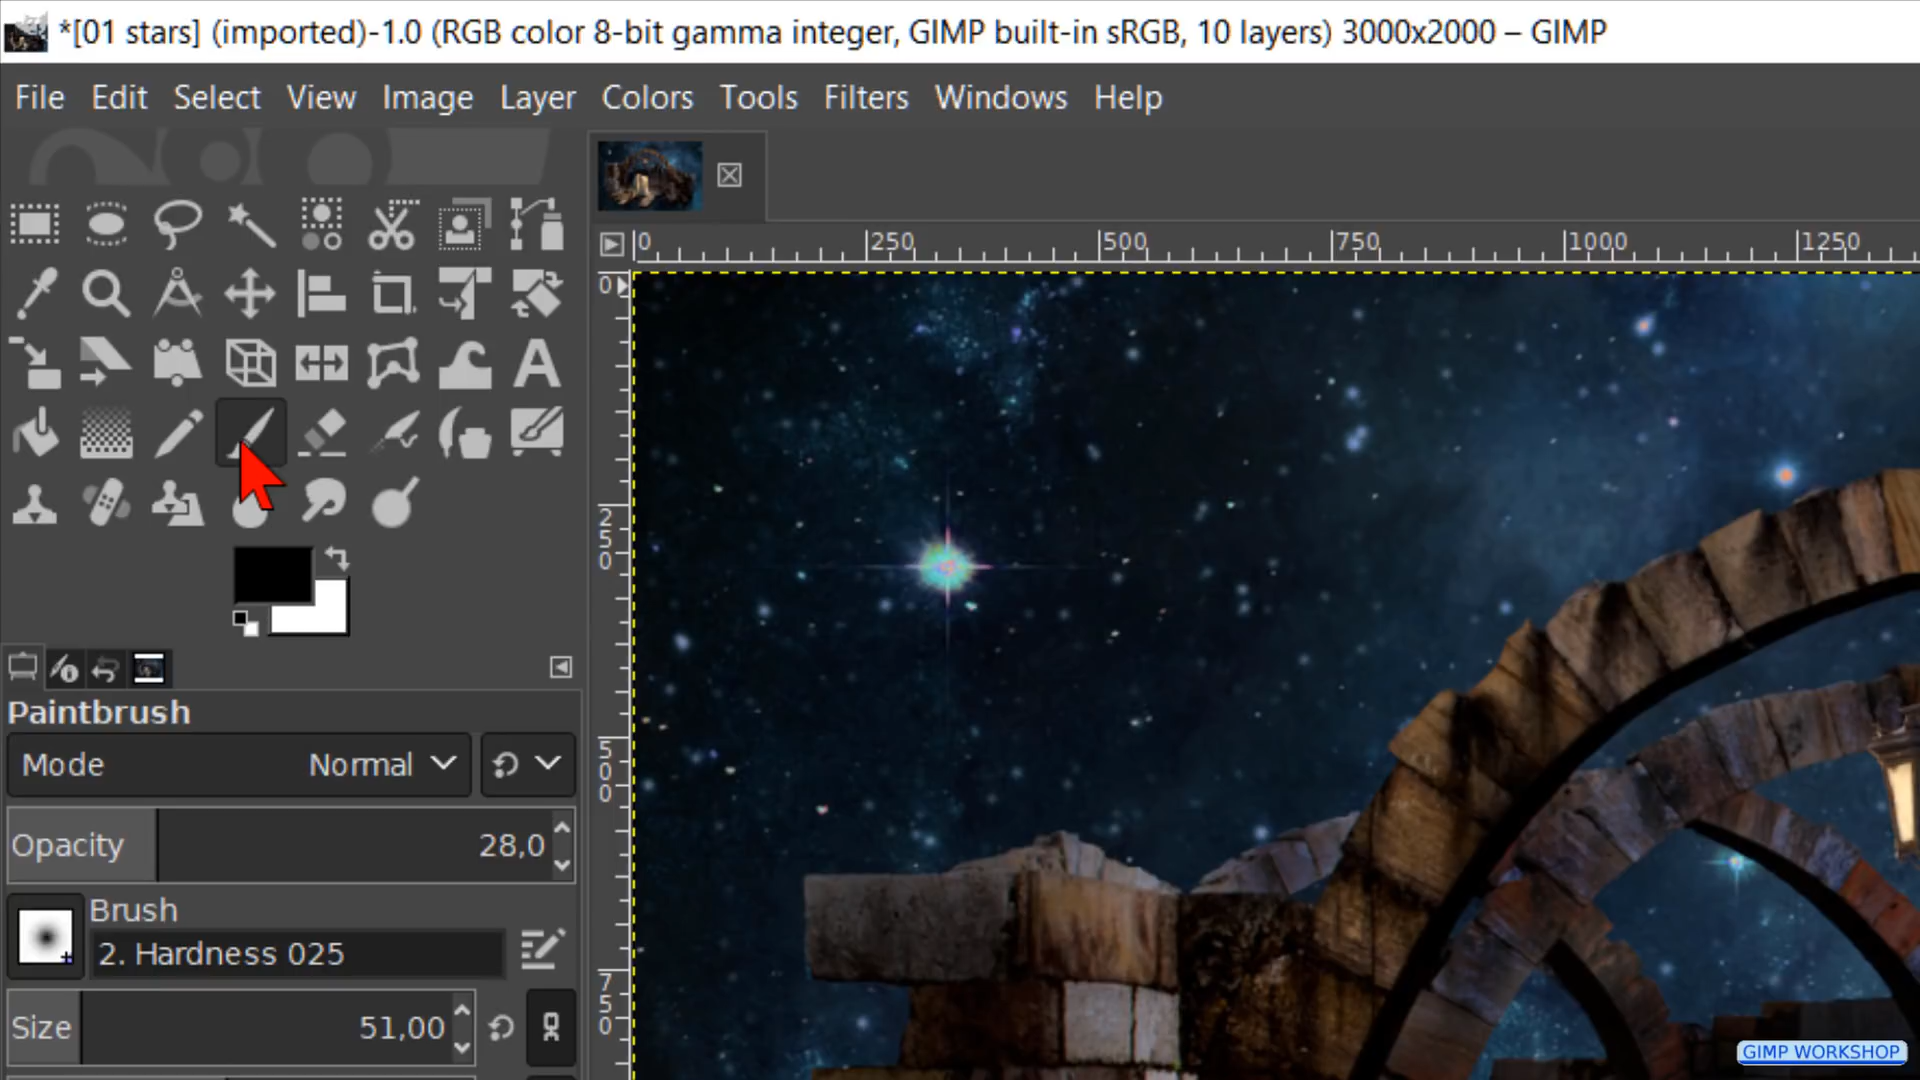 *[01 stars] (imported)-1.0 (RGB color 8-bit gamma integer, GIMP built-in sRGB, 10 layers) 3000x2000 – GIMP
File Edit Select View Image Layer Colors Tools Filters Windows Help
0 250 500 750 1000 1250
0
250
500
750
Paintbrush
Mode Normal
Opacity 28,0
Brush
2. Hardness 025
Size 51,00
GIMP WORKSHOP